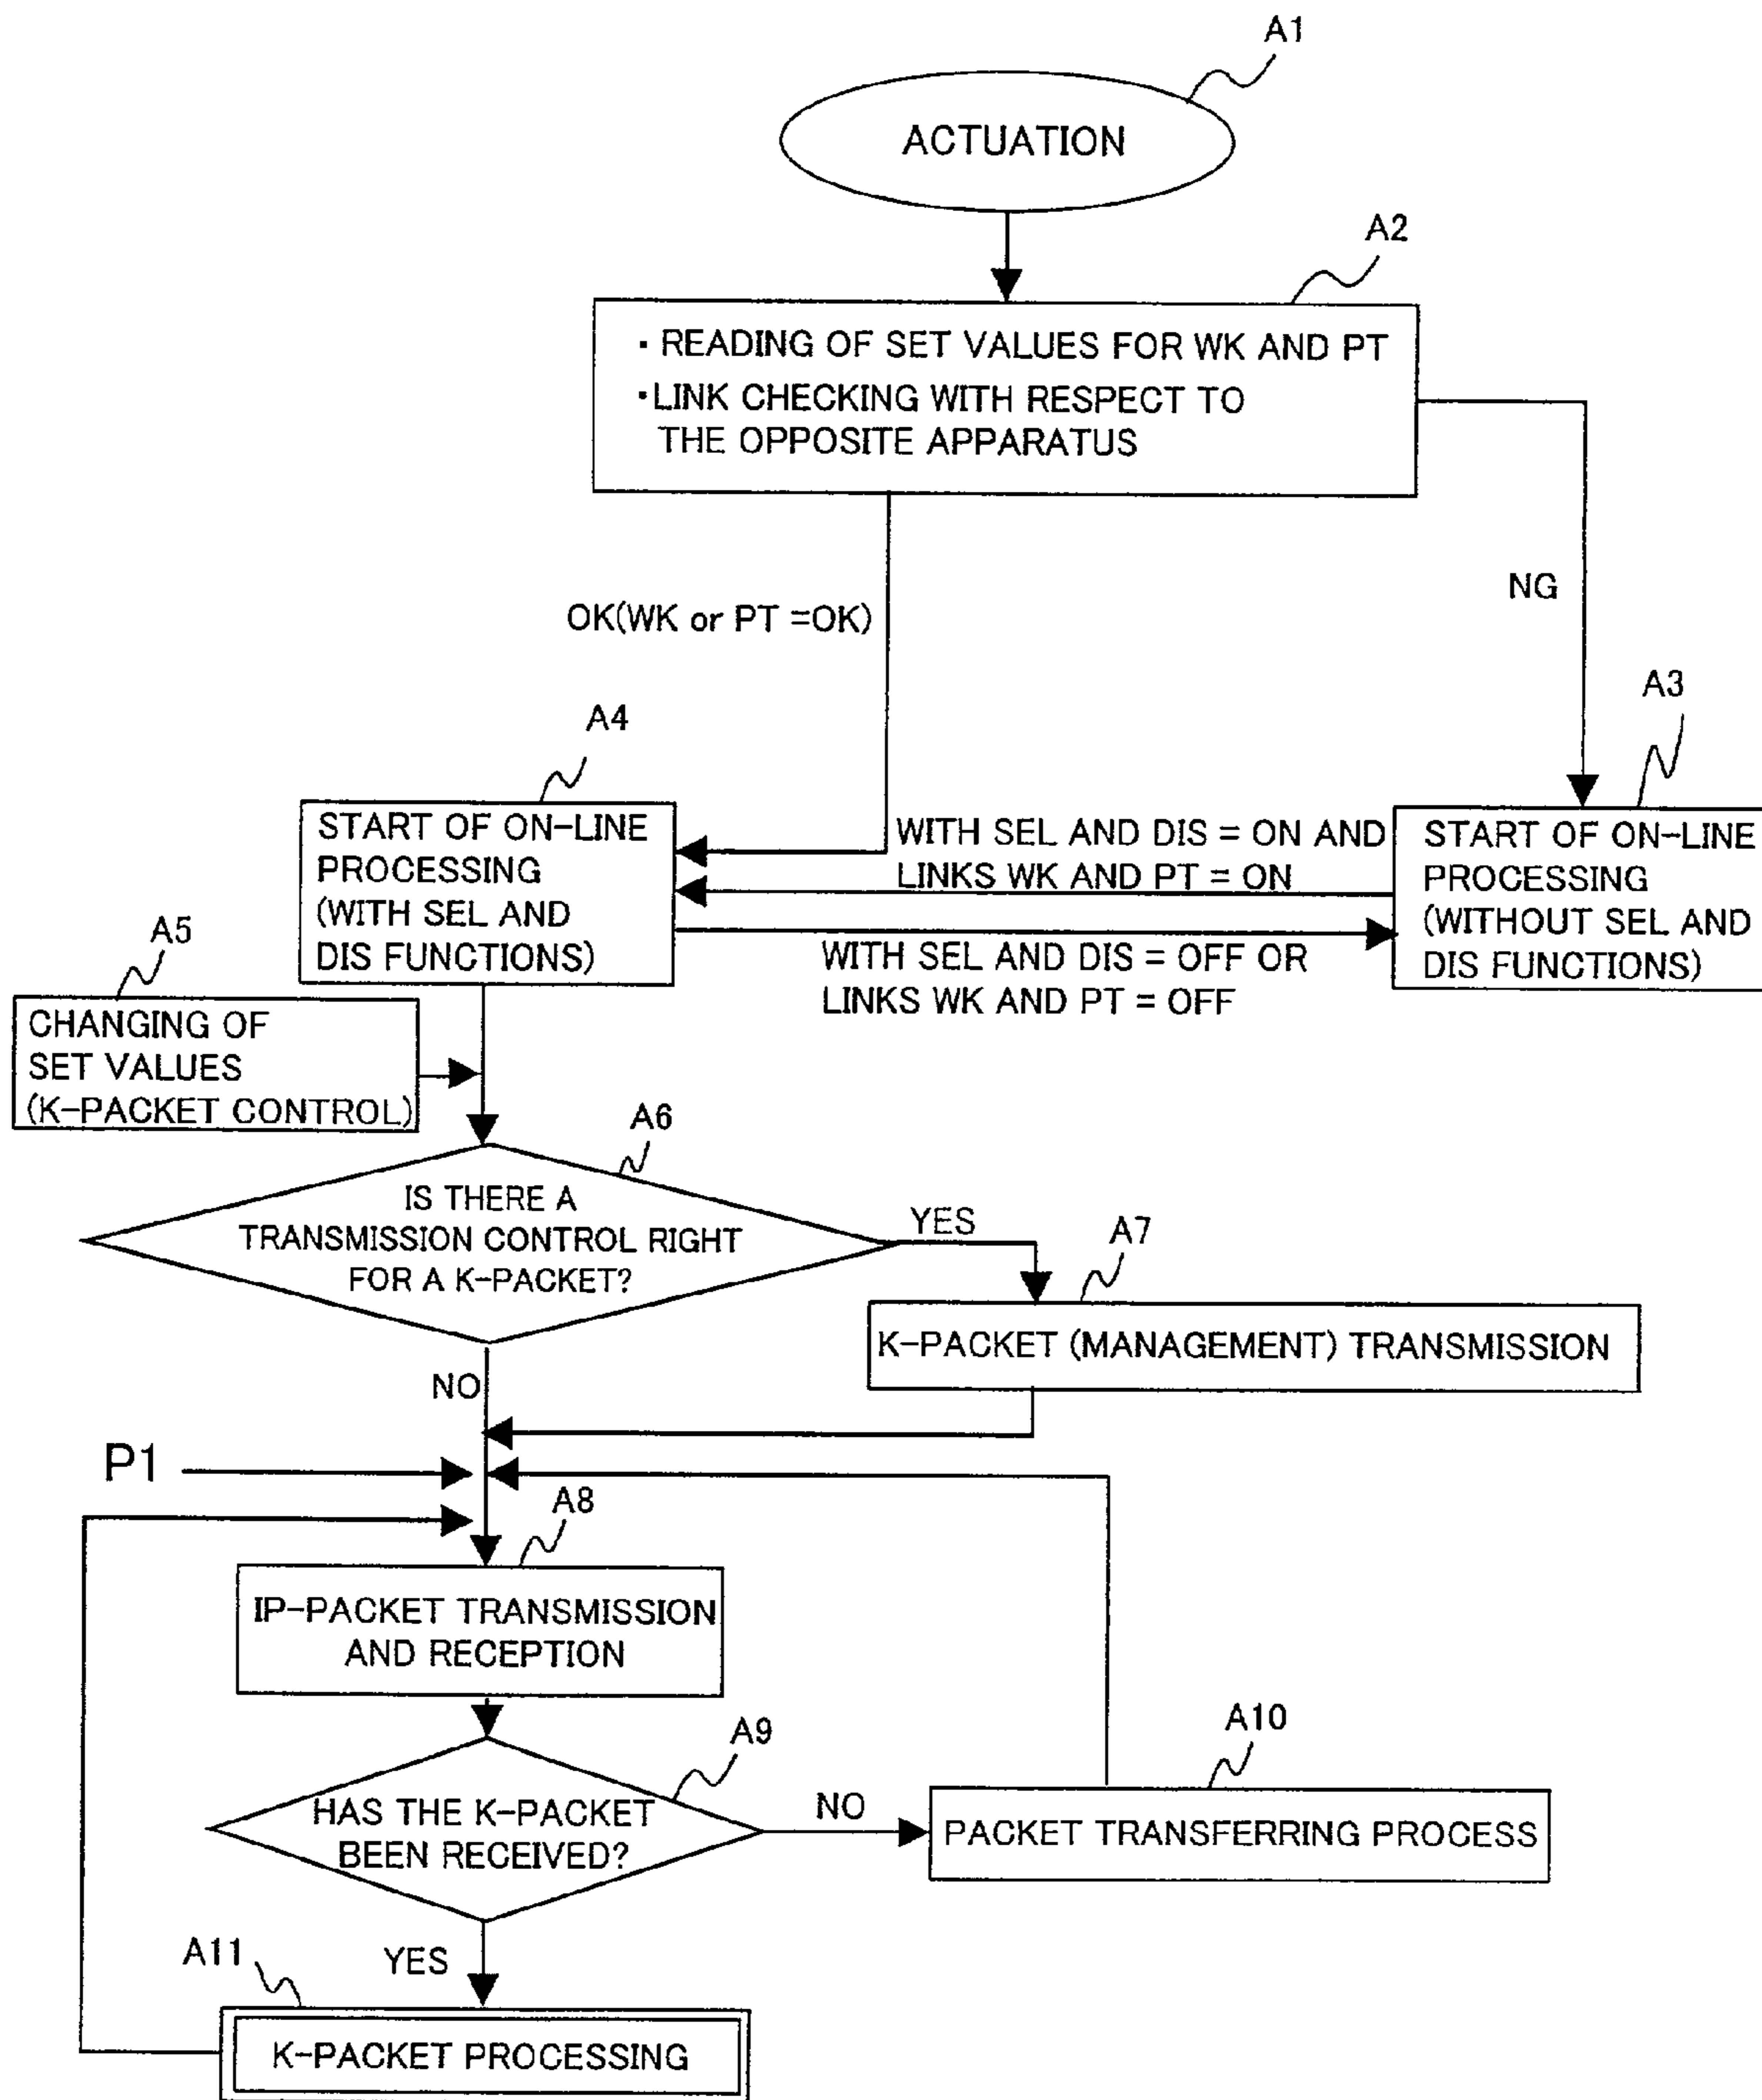 A1
ACTUATION
A2
・READING OF SET VALUES FOR WK AND PT
・LINK CHECKING WITH RESPECT TO
THE OPPOSITE APPARATUS
NG
OK(WK or PT =OK)
A3
A4
START OF ON-LINE
PROCESSING
(WITH SEL AND
DIS FUNCTIONS)
WITH SEL AND DIS = ON AND
LINKS WK AND PT = ON
START OF ON-LINE
PROCESSING
(WITHOUT SEL AND
DIS FUNCTIONS)
WITH SEL AND DIS = OFF OR
LINKS WK AND PT = OFF
A5
CHANGING OF
SET VALUES
(K-PACKET CONTROL)
A6
IS THERE A
TRANSMISSION CONTROL RIGHT
FOR A K-PACKET?
YES
A7
K-PACKET (MANAGEMENT) TRANSMISSION
NO
P1
A8
IP-PACKET TRANSMISSION
AND RECEPTION
A9
HAS THE K-PACKET
BEEN RECEIVED?
NO
A10
PACKET TRANSFERRING PROCESS
YES
A11
K-PACKET PROCESSING